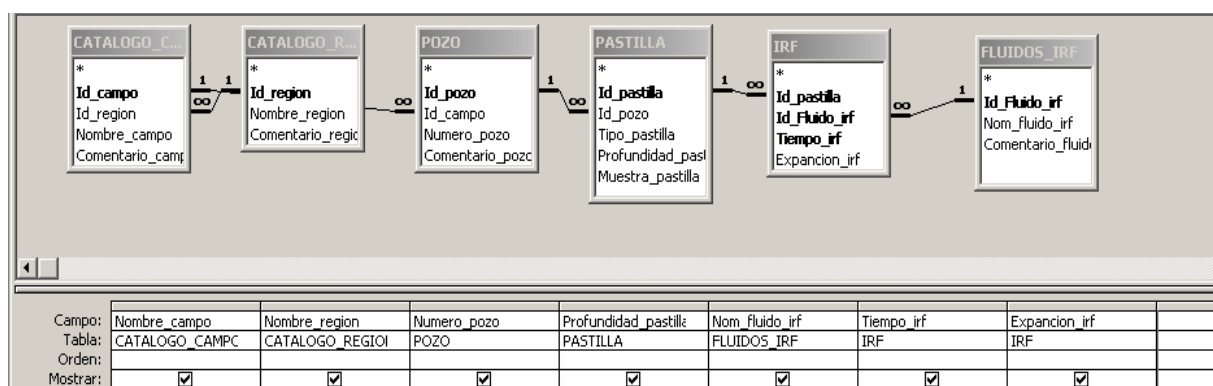 CATALOGO_C...
*
Id_campo
Id_region
Nombre_campo
Comentario_camp
1
1
∞
CATALOGO_R...
*
Id_region
Nombre_region
Comentario_regic
∞
POZO
*
Id_pozo
Id_campo
Numero_pozo
Comentario_pozo
1
∞
PASTILLA
*
Id_pastilla
Id_pozo
Tipo_pastilla
Profundidad_past
Muestra_pastilla
1
∞
IRF
*
Id_pastilla
Id_Fluido_irf
Tiempo_irf
Expancion_irf
∞
1
FLUIDOS_IRF
*
Id_Fluido_irf
Nom_fluido_irf
Comentario_fluid
Campo: Nombre_campo Nombre_region Numero_pozo Profundidad_pastilla Nom_fluido_irf Tiempo_irf Expancion_irf
Tabla: CATALOGO_CAMPO CATALOGO_REGIOI POZO PASTILLA FLUIDOS_IRF IRF IRF
Orden:
Mostrar: